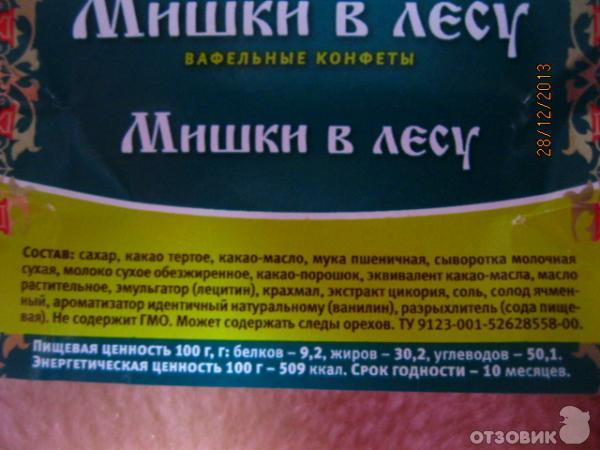 Мишки в лесу
ВАФЕЛЬНЫЕ КОНФЕТЫ
Мишки в лесу
Состав: сахар, какао тертое, какао-масло, мука пшеничная, сыворотка молочная
сухая, молоко сухое обезжиренное, какао-порошок, эквивалент какао-масла, масло
растительное, эмульгатор (лецитин), крахмал, экстракт цикория, соль, солод ячмен-
ный, ароматизатор идентичный натуральному (ванилин), разрыхлитель (сода пище-
вая). Не содержит ГМО. Может содержать следы орехов. ТУ 9123-001-52628558-00.
Пищевая ценность 100 г, г: белков – 9,2, жиров – 30,2, углеводов – 50,1.
Энергетическая ценность 100 г – 509 ккал. Срок годности – 10 месяцев.
28/12/2013
ОТЗОВИК